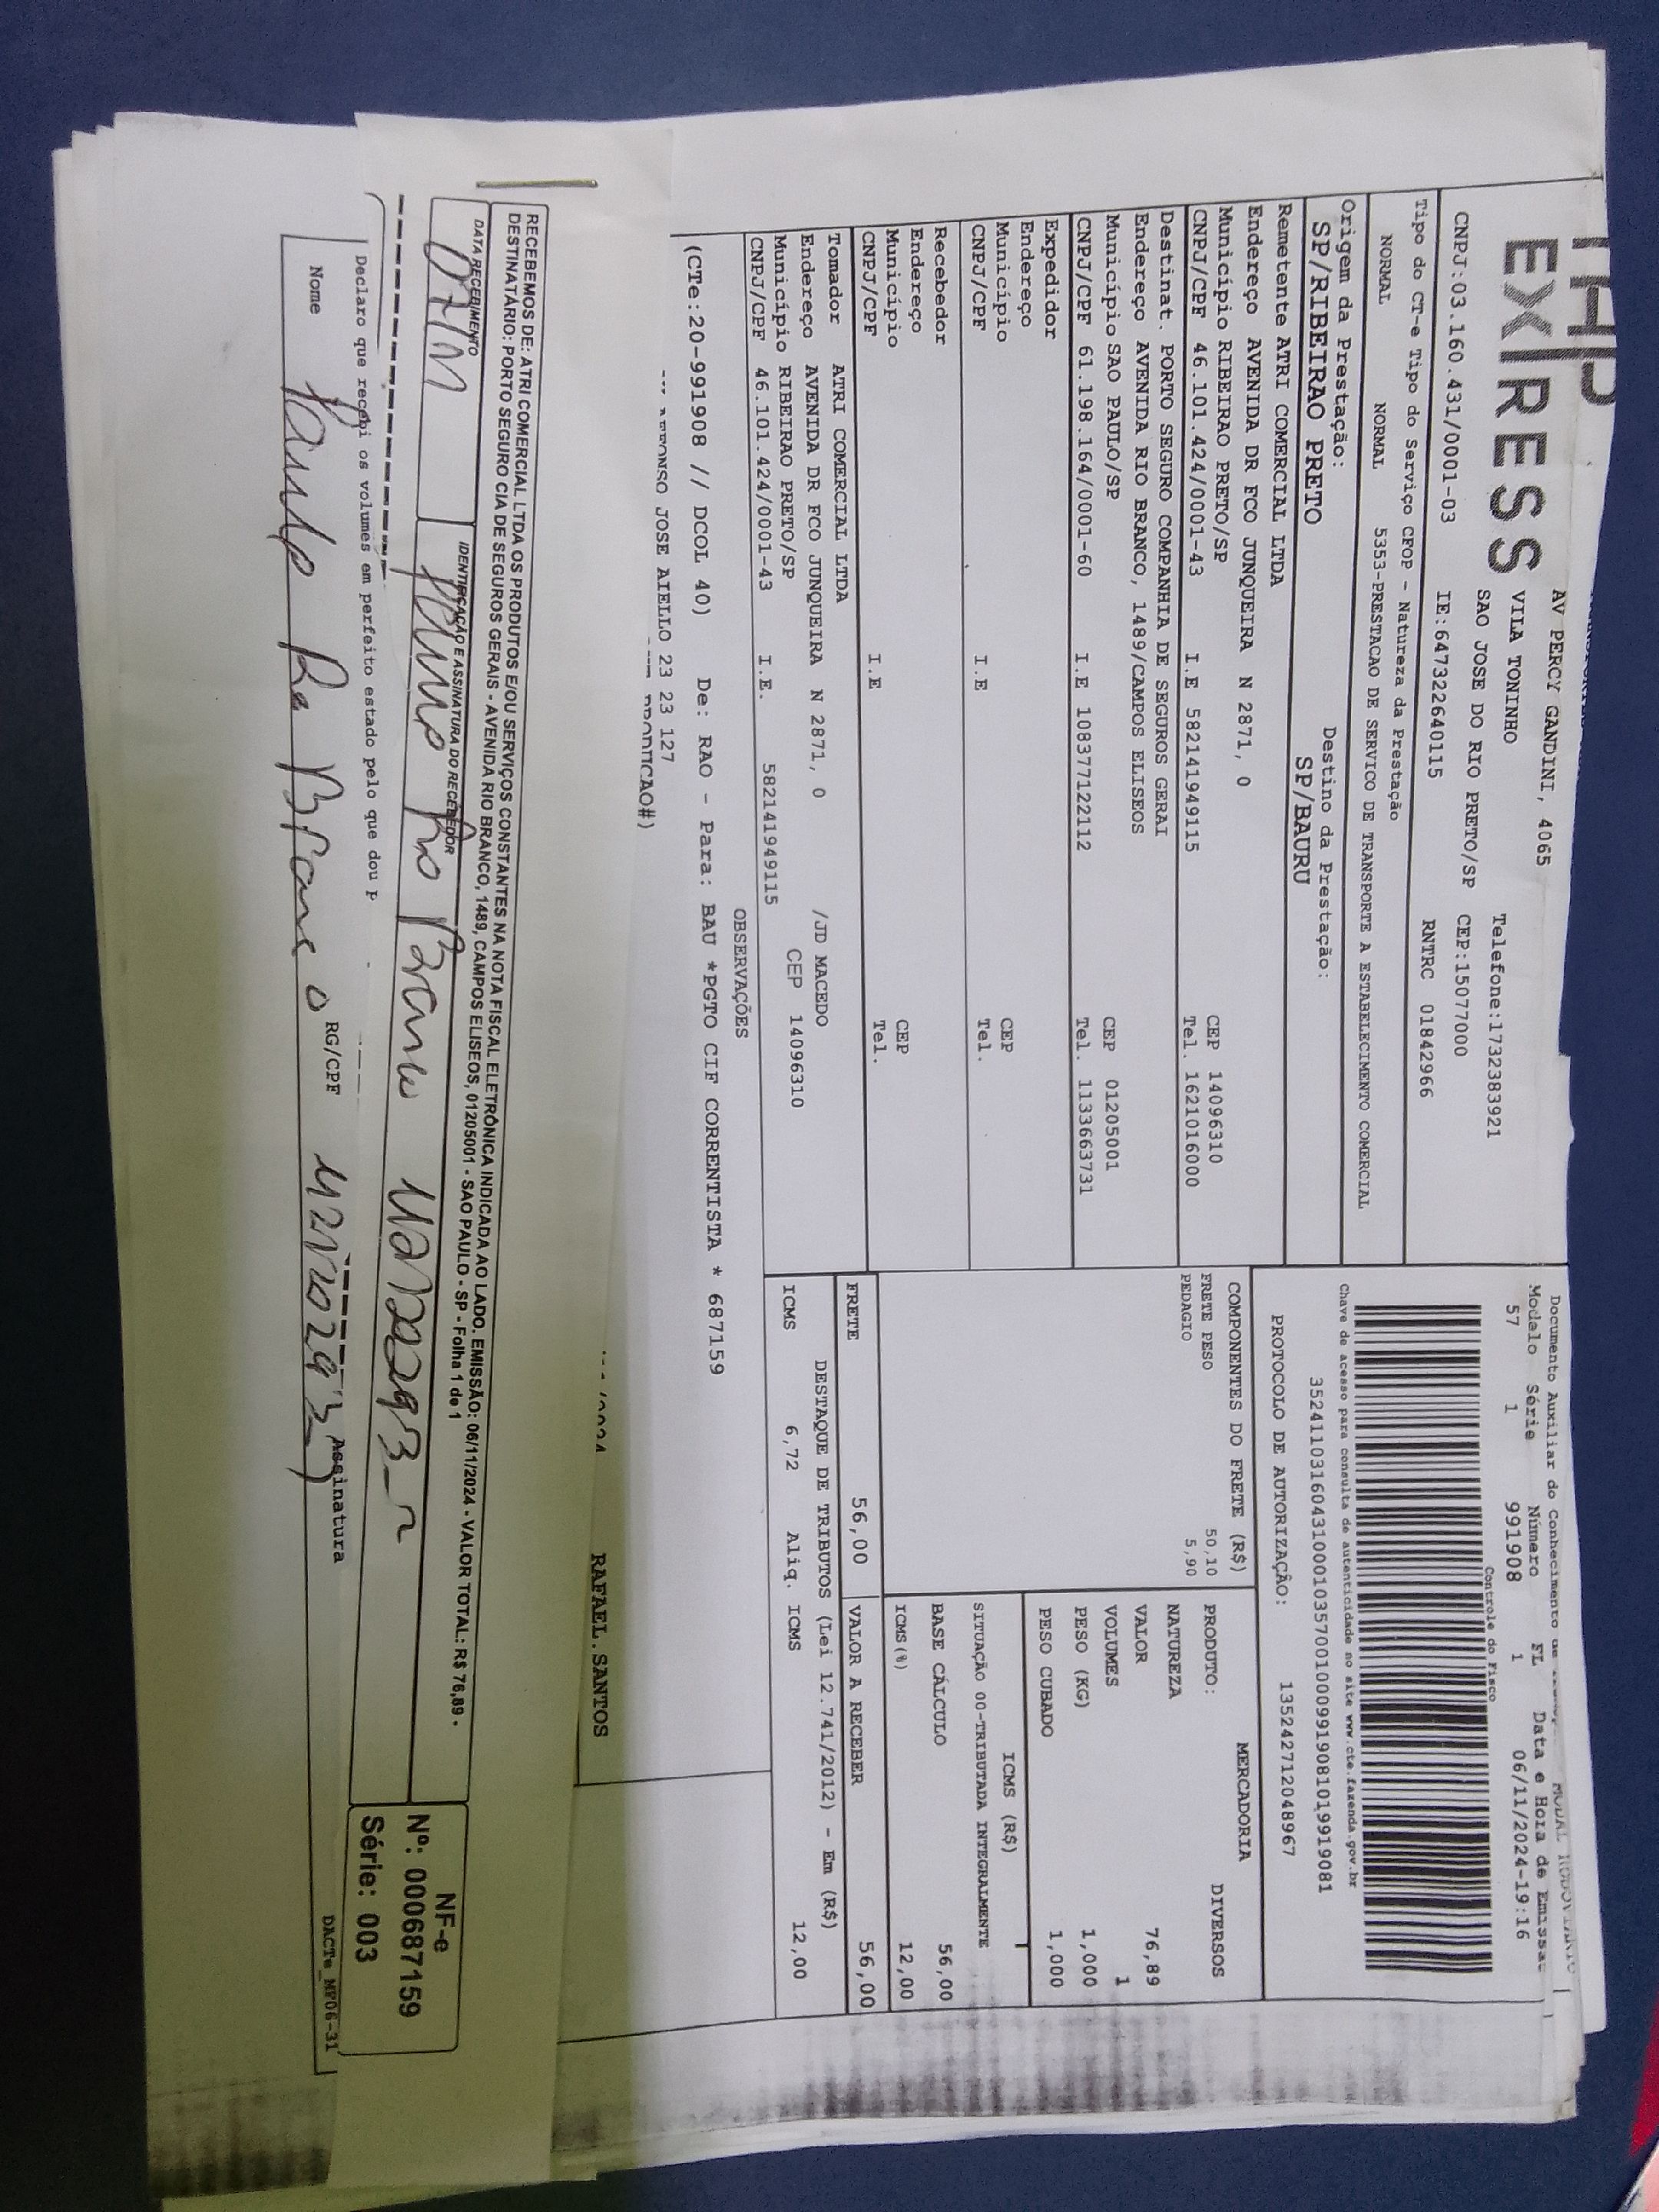 EXPRESS
AV PERCY GANDINI, 4065
VILA TONINHO
Telefone:1732383921
SAO JOSE DO RIO PRETO/SP CEP:15077000
CNPJ:03.160.431/0001-03 IE:647322640115 RNTRC 01842966
Tipo do CT-e Tipo do Serviço CFOP - Natureza da Prestação
NORMAL NORMAL 5353-PRESTACAO DE SERVICO DE TRANSPORTE A ESTABELECIMENTO COMERCIAL
Origem da Prestação: Destino da Prestação:
SP/RIBEIRAO PRETO SP/BAURU
Documento Auxiliar do Conhecimento de
Modalo Série Número FL Data e Hora de Emissão
57 1 991908 1 06/11/2024-19:16
Controle do Fisco
Chave de acesso para consulta de autenticidade no site www.cte.fazenda.gov.br
35241103160431000103570010009919081019919081
PROTOCOLO DE AUTORIZAÇÃO: 135242712048967
Remetente ATRI COMERCIAL LTDA
Endereço AVENIDA DR FCO JUNQUEIRA N 2871, 0
Município RIBEIRAO PRETO/SP CEP 14096310
CNPJ/CPF 46.101.424/0001-43 I.E 582141949115 Tel. 1621016000
Destinat. PORTO SEGURO COMPANHIA DE SEGUROS GERAI
Endereço AVENIDA RIO BRANCO, 1489/CAMPOS ELISEOS
Município SAO PAULO/SP CEP 01205001
CNPJ/CPF 61.198.164/0001-60 I.E 108377122112 Tel. 1133663731
Expedidor
Endereço
Município CEP
CNPJ/CPF I.E Tel.
Recebedor
Endereço
Município CEP
CNPJ/CPF I.E Tel.
Tomador ATRI COMERCIAL LTDA
Endereço AVENIDA DR FCO JUNQUEIRA N 2871, 0 /JD MACEDO
Município RIBEIRAO PRETO/SP CEP 14096310
CNPJ/CPF 46.101.424/0001-43 I.E. 582141949115
COMPONENTES DO FRETE (R$)
FRETE PESO 50,10
PEDAGIO 5,90
MERCADORIA
PRODUTO: DIVERSOS
NATUREZA
VALOR 76,89
VOLUMES 1
PESO (KG) 1,000
PESO CUBADO 1,000
ICMS (R$)
SITUAÇÃO 00-TRIBUTADA INTEGRALMENTE
BASE CÁLCULO 56,00
ICMS(%) 12,00
FRETE 56,00 VALOR A RECEBER 56,00
DESTAQUE DE TRIBUTOS (Lei 12.741/2012) - Em (R$)
ICMS 6,72 Aliq. ICMS 12,00
OBSERVAÇÕES
(CTe:20-991908 // DCOL 40) De: RAO - Para: BAU *PGTO CIF CORRENTISTA * 687159
JOSE AIELLO 23 23 127
RAFAEL.SANTOS
RECEBEMOS DE: ATRI COMERCIAL LTDA OS PRODUTOS E/OU SERVIÇOS CONSTANTES NA NOTA FISCAL ELETRÔNICA INDICADA AO LADO. EMISSÃO: 06/11/2024 - VALOR TOTAL: R$ 76,89 -
DESTINATÁRIO: PORTO SEGURO CIA DE SEGUROS GERAIS - AVENIDA RIO BRANCO, 1489, CAMPOS ELISEOS, 01205001 - SAO PAULO - SP - Folha 1 de 1
DATA RECEBIMENTO
IDENTIFICAÇÃO E ASSINATURA DO RECEBEDOR
NF-e
Nº: 000687159
Série: 003
Declaro que recebi os volumes em perfeito estado pelo que dou
Nome RG/CPF Assinatura
DACTe_MF06-31